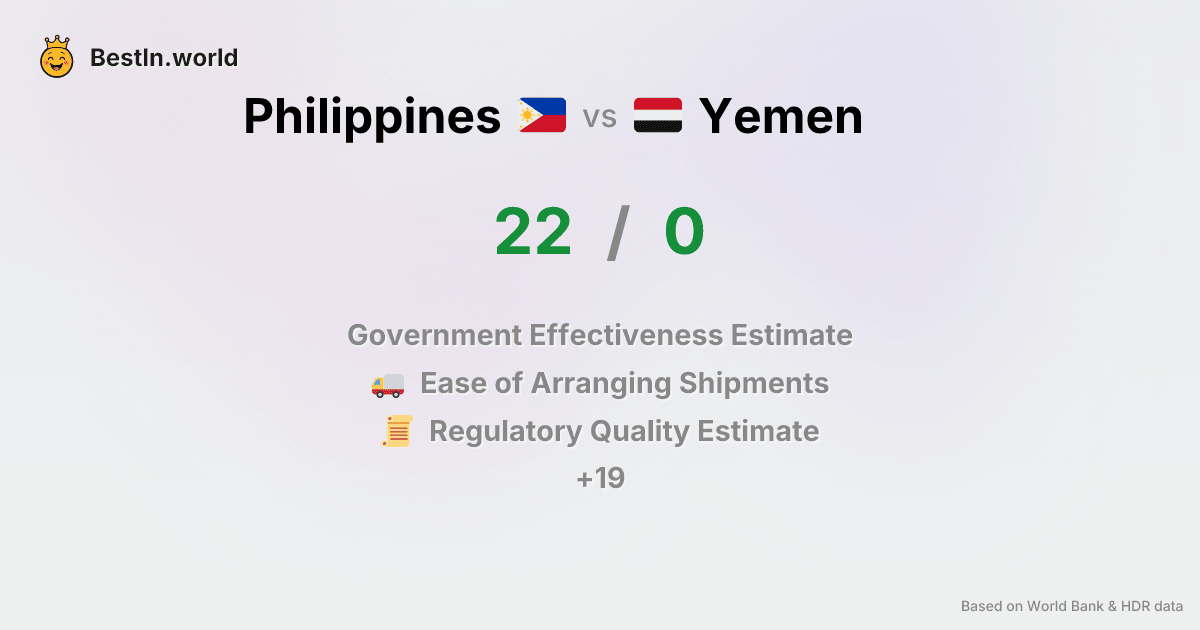 BestIn.world
Philippines vs Yemen
22 / 0
Government Effectiveness Estimate
Ease of Arranging Shipments
Regulatory Quality Estimate
+19
Based on World Bank & HDR data